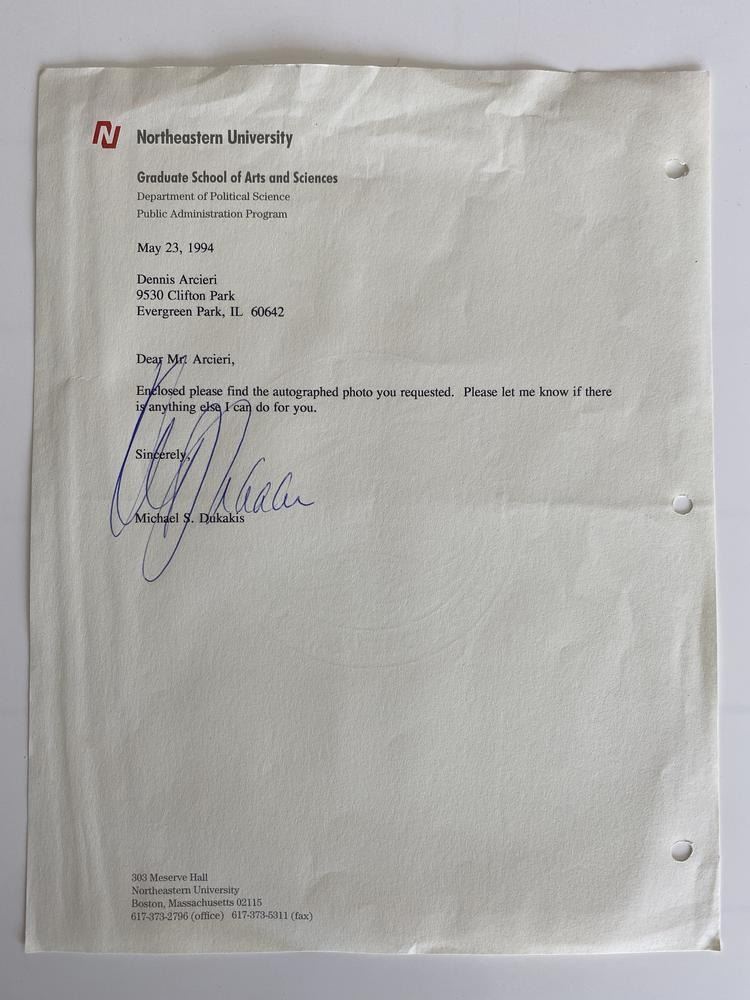 N Northeastern University
Graduate School of Arts and Sciences
Department of Political Science
Public Administration Program
May 23, 1994
Dennis Arcieri
9530 Clifton Park
Evergreen Park, IL 60642
Dear Mr. Arcieri,
Enclosed please find the autographed photo you requested. Please let me know if there
is anything else I can do for you.
Sincerely,
Michael S. Dukakis
303 Meserve Hall
Northeastern University
Boston, Massachusetts 02115
617-373-2796 (office) 617-373-5311 (fax)